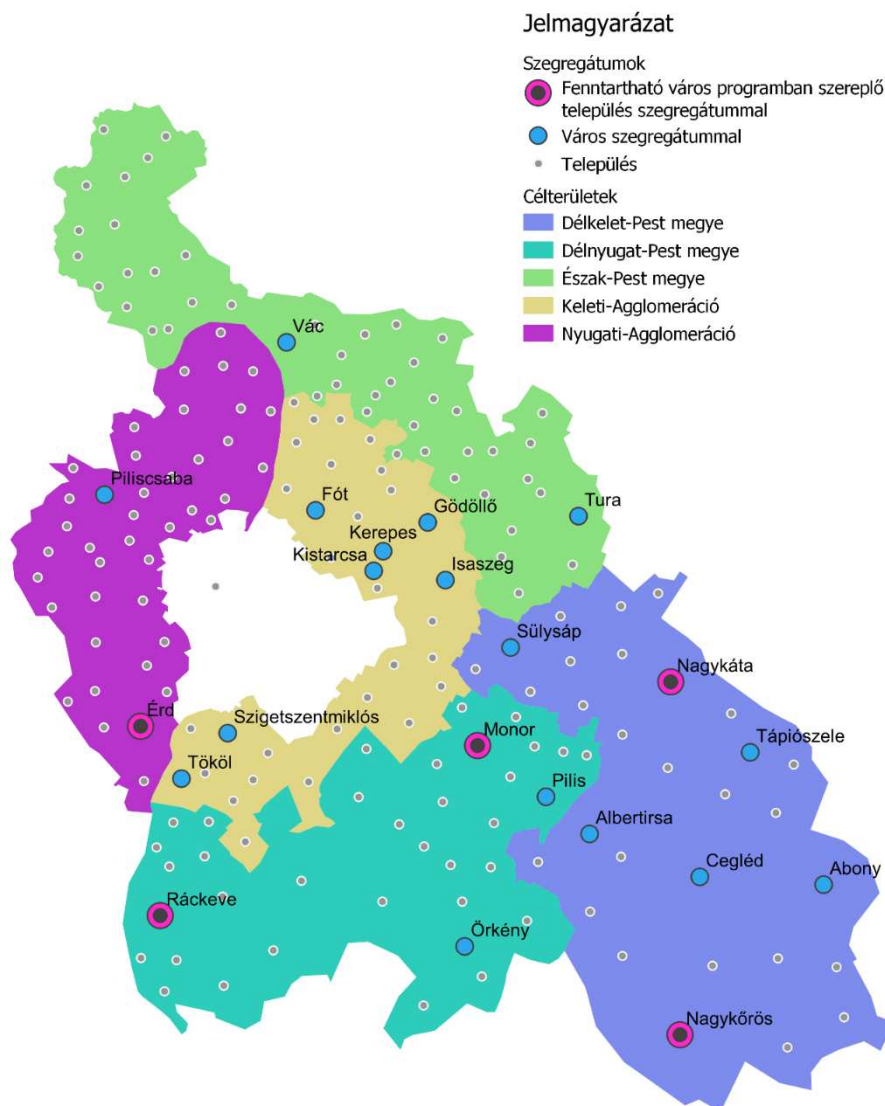 Jelmagyarázat
Szegregátumok
Fenntartható város programban szereplő
település szegregátummal
Város szegregátummal
Település
Célterületek
Délkelet-Pest megye
Délnyugat-Pest megye
Észak-Pest megye
Keleti-Agglomeráció
Nyugati-Agglomeráció
Vác
Piliscsaba
Fót
Gödöllő
Tura
Kerepes
Kistarcsa
Isaszeg
Sülysáp
Nagykáta
Érd
Szigetszentmiklós
Monor
Tápiószele
Tököl
Pilis
Albertirsa
Cegléd
Abony
Ráckeve
Örkény
Nagykőrös